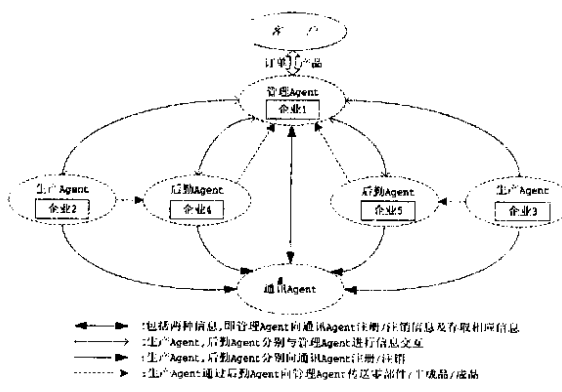 客 户
订单 产品
管理Agent
企业1
生产Agent
企业2
后勤Agent
企业4
后勤Agent
企业5
生产Agent
企业3
通讯Agent
:包括两种信息,即管理Agent向通讯Agent注册/注销信息及存取相应信息
:生产Agent,后勤Agent分别与管理Agent进行信息交互
:生产Agent,后勤Agent分别向通讯Agent注册/注销
:生产Agent通过后勤Agent向管理Agent传送零部件/半成品/成品